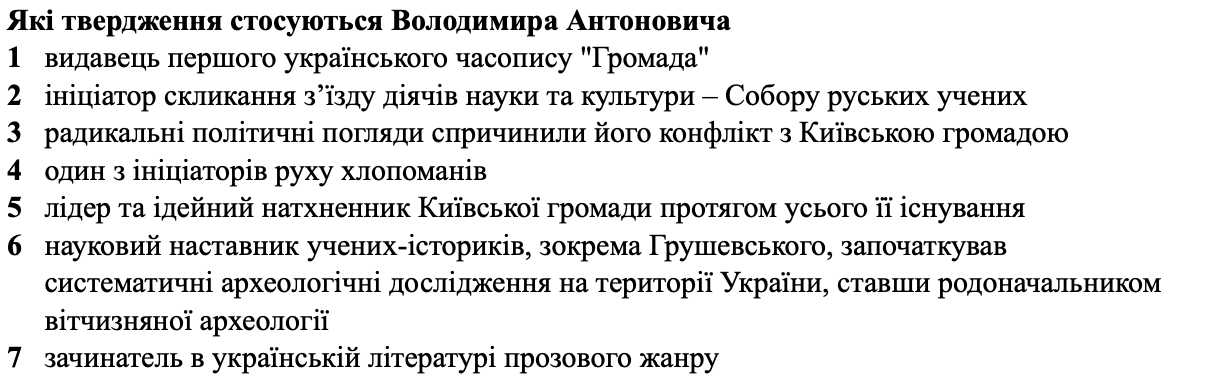 Які твердження стосуються Володимира Антоновича
1 видавець першого українського часопису "Громада"
2 ініціатор скликання з’їзду діячів науки та культури – Собору руських учених
3 радикальні політичні погляди спричинили його конфлікт з Київською громадою
4 один з ініціаторів руху хлопоманів
5 лідер та ідейний натхненник Київської громади протягом усього її існування
6 науковий наставник учених-істориків, зокрема Грушевського, започаткував
систематичні археологічні дослідження на території України, ставши родоначальником
вітчизняної археології
7 зачинатель в українській літературі прозового жанру